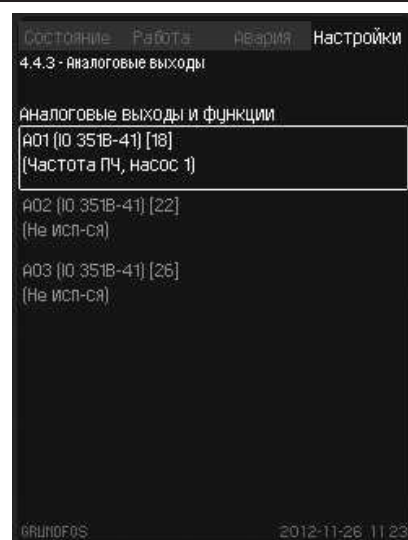 Состояние Работа Авария Настройки
4.4.3 - Аналоговые выходы
Аналоговые выходы и функции
AO1 (IO 351B-41) [18]
(Частота ПЧ, насос 1)
AO2 (IO 351B-41) [22]
(Не исп-ся)
AO3 (IO 351B-41) [26]
(Не исп-ся)
GRUNDFOS 2012-11-26 11:23